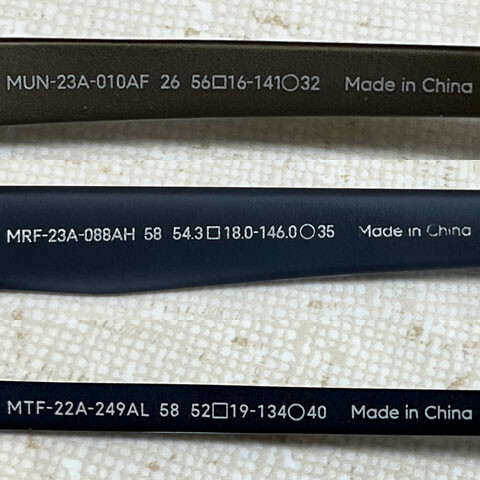 MUN-23A-010AF 26 56□16-141○32 Made in China
MRF-23A-088AH 58 54.3□18.0-146.0○35 Made in China
MTF-22A-249AL 58 52□19-134○40 Made in China